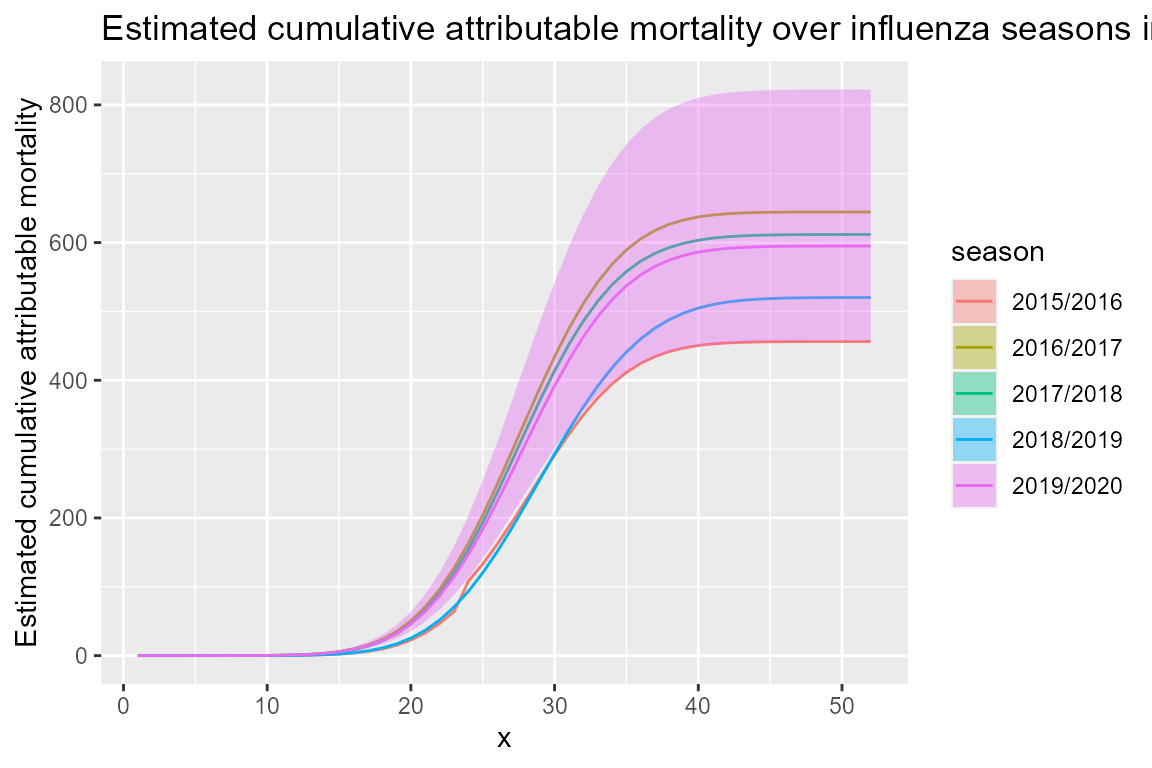 Estimated cumulative attributable mortality over influenza seasons i
Estimated cumulative attributable mortality
800
600
400
200
0
0 10 20 30 40 50
x
season
2015/2016
2016/2017
2017/2018
2018/2019
2019/2020